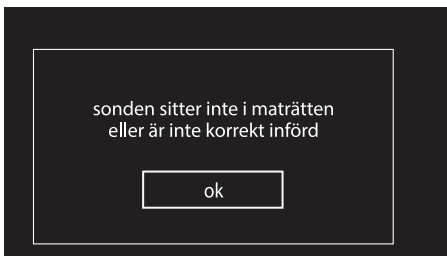 sonden sitter inte i maträtten
eller är inte korrekt införd
ok